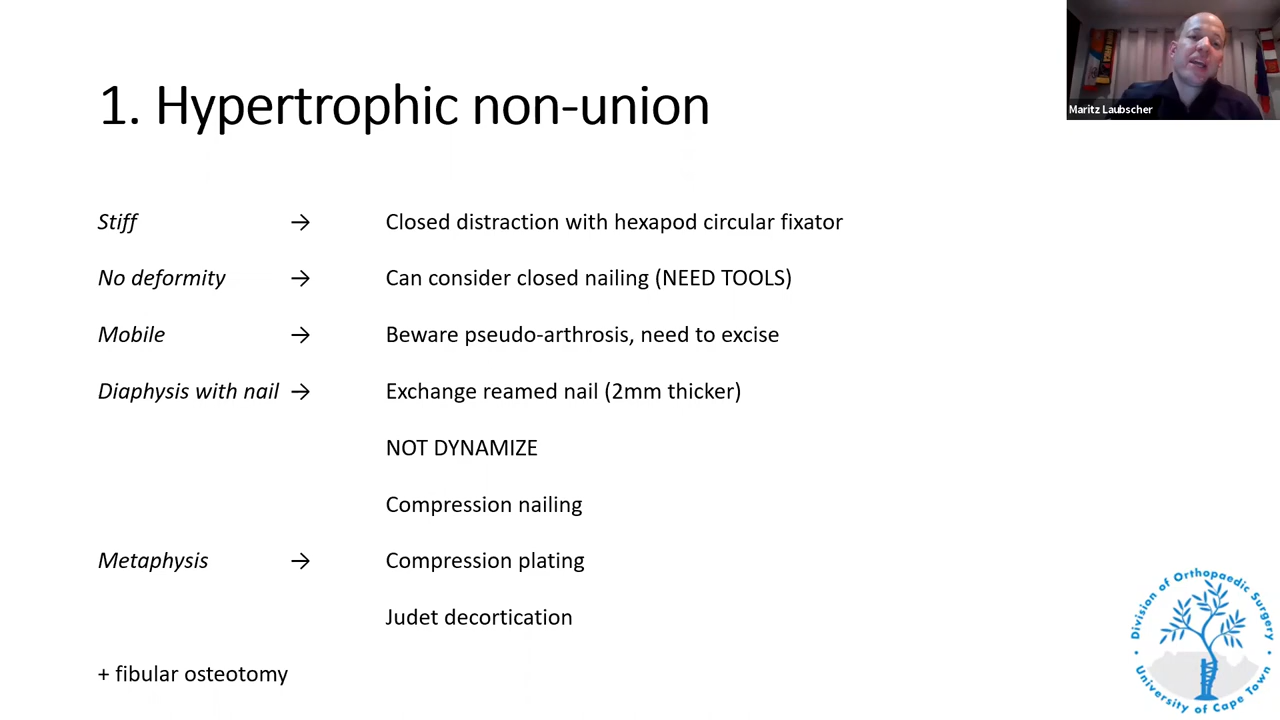 Maritz Laubscher
1. Hypertrophic non-union
Stiff → Closed distraction with hexapod circular fixator
No deformity → Can consider closed nailing (NEED TOOLS)
Mobile → Beware pseudo-arthrosis, need to excise
Diaphysis with nail → Exchange reamed nail (2mm thicker)
NOT DYNAMIZE
Compression nailing
Metaphysis → Compression plating
Judet decortication
+ fibular osteotomy
Division of Orthopaedic Surgery
• University of Cape Town •